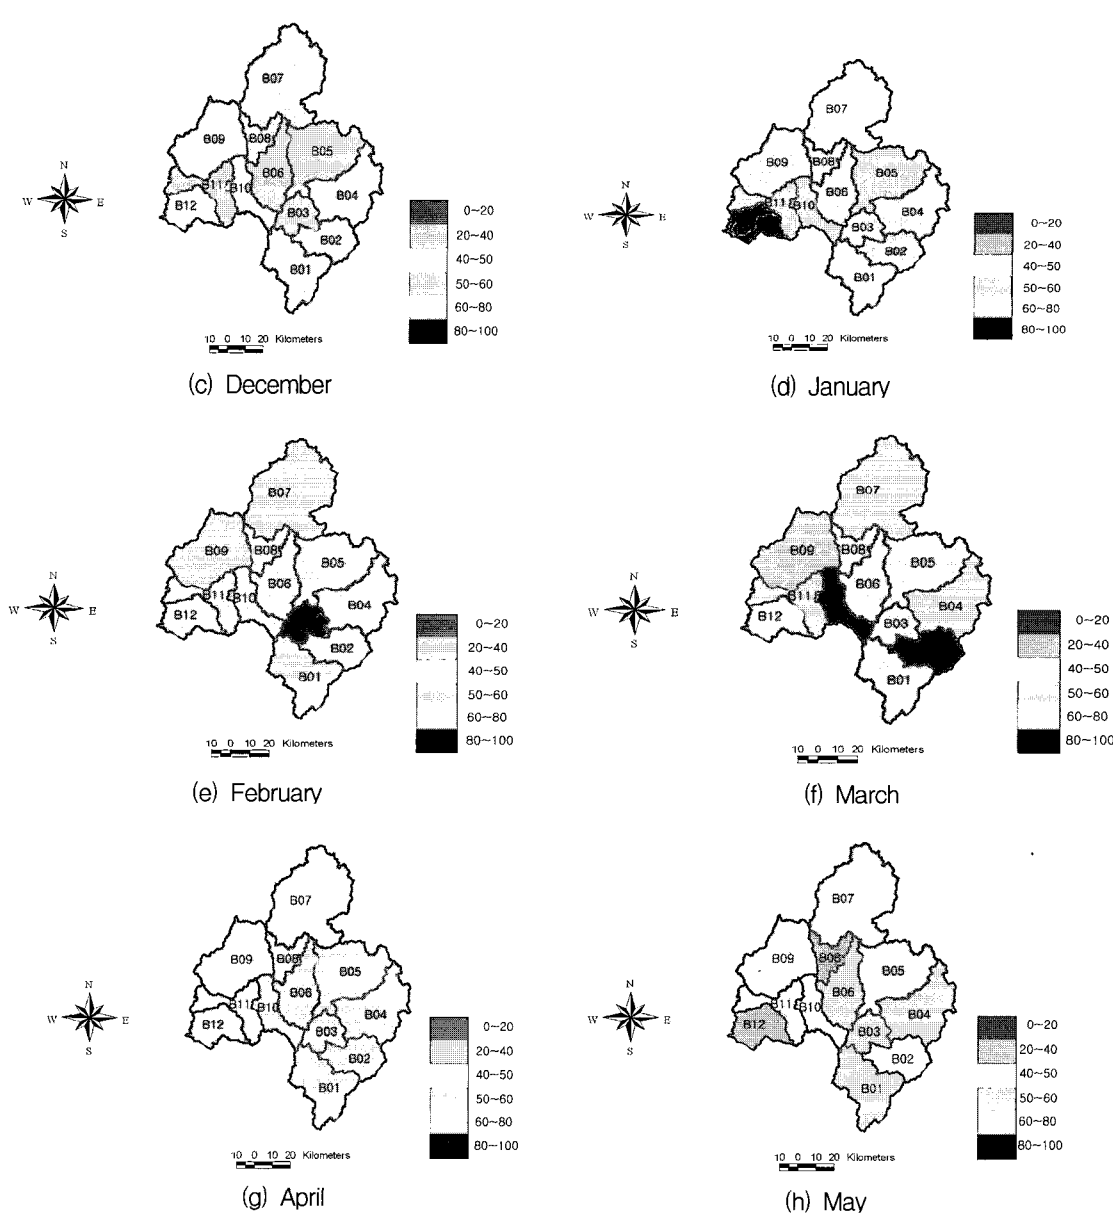 B07
B09
B08
B05
B06
B11
B10
B04
B12
B03
B02
B01
N
W E
S
0~20
20~40
40~50
50~60
60~80
80~100
10 0 10 20 Kilometers
(c) December
B07
B09
B08
B05
B06
B11
B10
B04
B03
B02
B01
N
W E
S
0~20
20~40
40~50
50~60
60~80
80~100
10 0 10 20 Kilometers
(d) January
B07
B09
B08
B05
B06
B11
B10
B04
B12
B02
B01
N
W E
S
0~20
20~40
40~50
50~60
60~80
80~100
10 0 10 20 Kilometers
(e) February
B07
B09
B08
B05
B06
B11
B04
B12
B03
B01
N
W E
S
0~20
20~40
40~50
50~60
60~80
80~100
10 0 10 20 Kilometers
(f) March
B07
B09
B08
B05
B06
B11
B10
B04
B12
B03
B02
B01
N
W E
S
0~20
20~40
40~50
50~60
60~80
80~100
10 0 10 20 Kilometers
(g) April
B07
B09
B08
B05
B06
B11
B10
B04
B12
B03
B02
B01
N
W E
S
0~20
20~40
40~50
50~60
60~80
80~100
10 0 10 20 Kilometers
(h) May